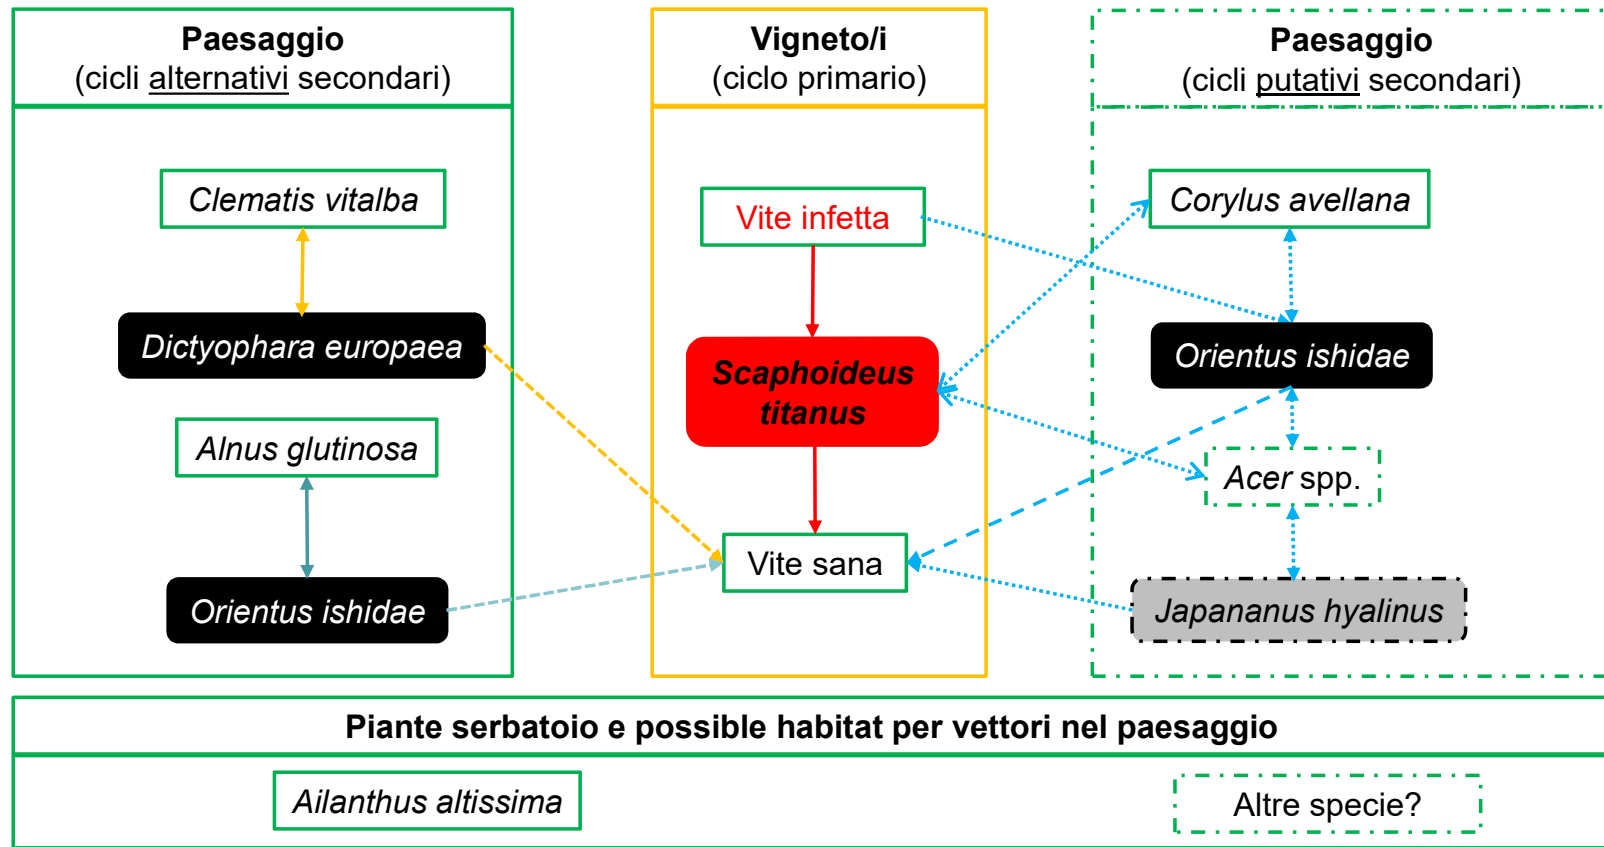 Paesaggio
(cicli alternativi secondari)
Clematis vitalba
Dictyophara europaea
Alnus glutinosa
Orientus ishidae
Vigneto/i
(ciclo primario)
Vite infetta
Scaphoideus
titanus
Vite sana
Paesaggio
(cicli putativi secondari)
Corylus avellana
Orientus ishidae
Acer spp.
Japananus hyalinus
Piante serbatoio e possible habitat per vettori nel paesaggio
Ailanthus altissima
Altre specie?